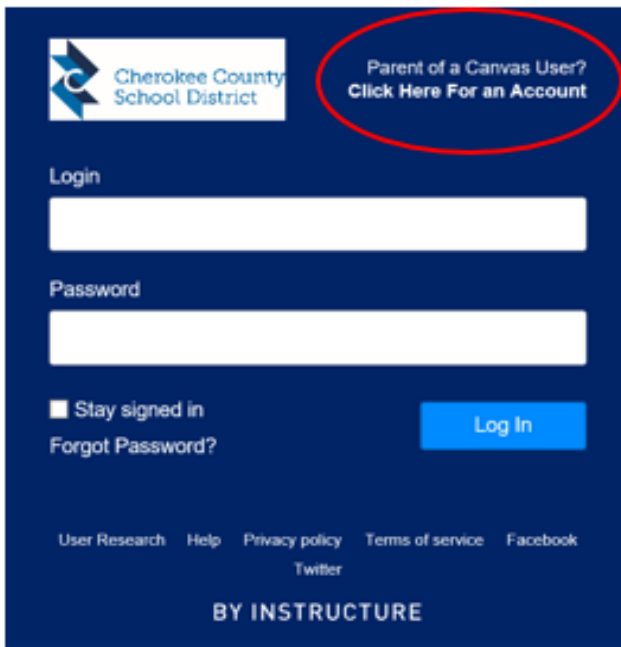 C
Cherokee County
School District
Parent of a Canvas User?
Click Here For an Account
Login
Password
Stay signed in
Forgot Password?
Log In
User Research Help Privacy policy Terms of service Facebook
Twitter
BY INSTRUCTURE